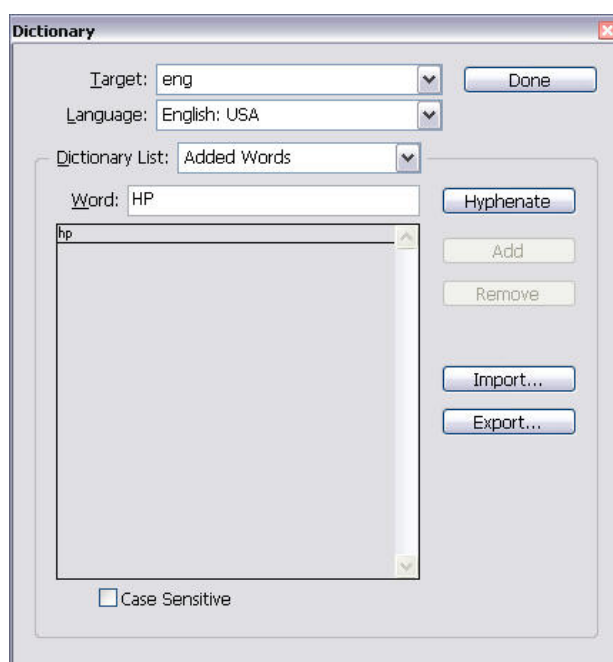 Dictionary
Target: eng
Done
Language: English: USA
Dictionary List: Added Words
Word: HP
Hyphenate
hp
Add
Remove
Import...
Export...
Case Sensitive